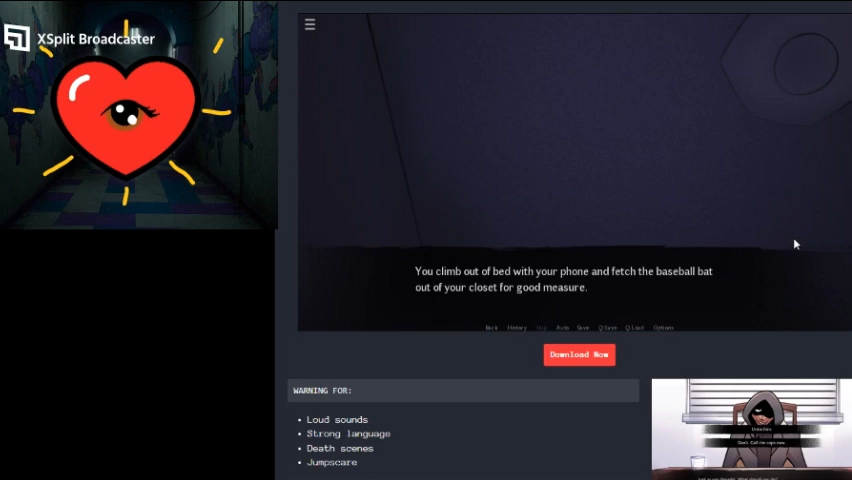 XSplit Broadcaster
You climb out of bed with your phone and fetch the baseball bat
out of your closet for good measure.
Back History Skip Auto Save Q.Save Q.Load Options
Download Now
WARNING FOR:
• Loud sounds
• Strong language
• Death scenes
• Jumpscare